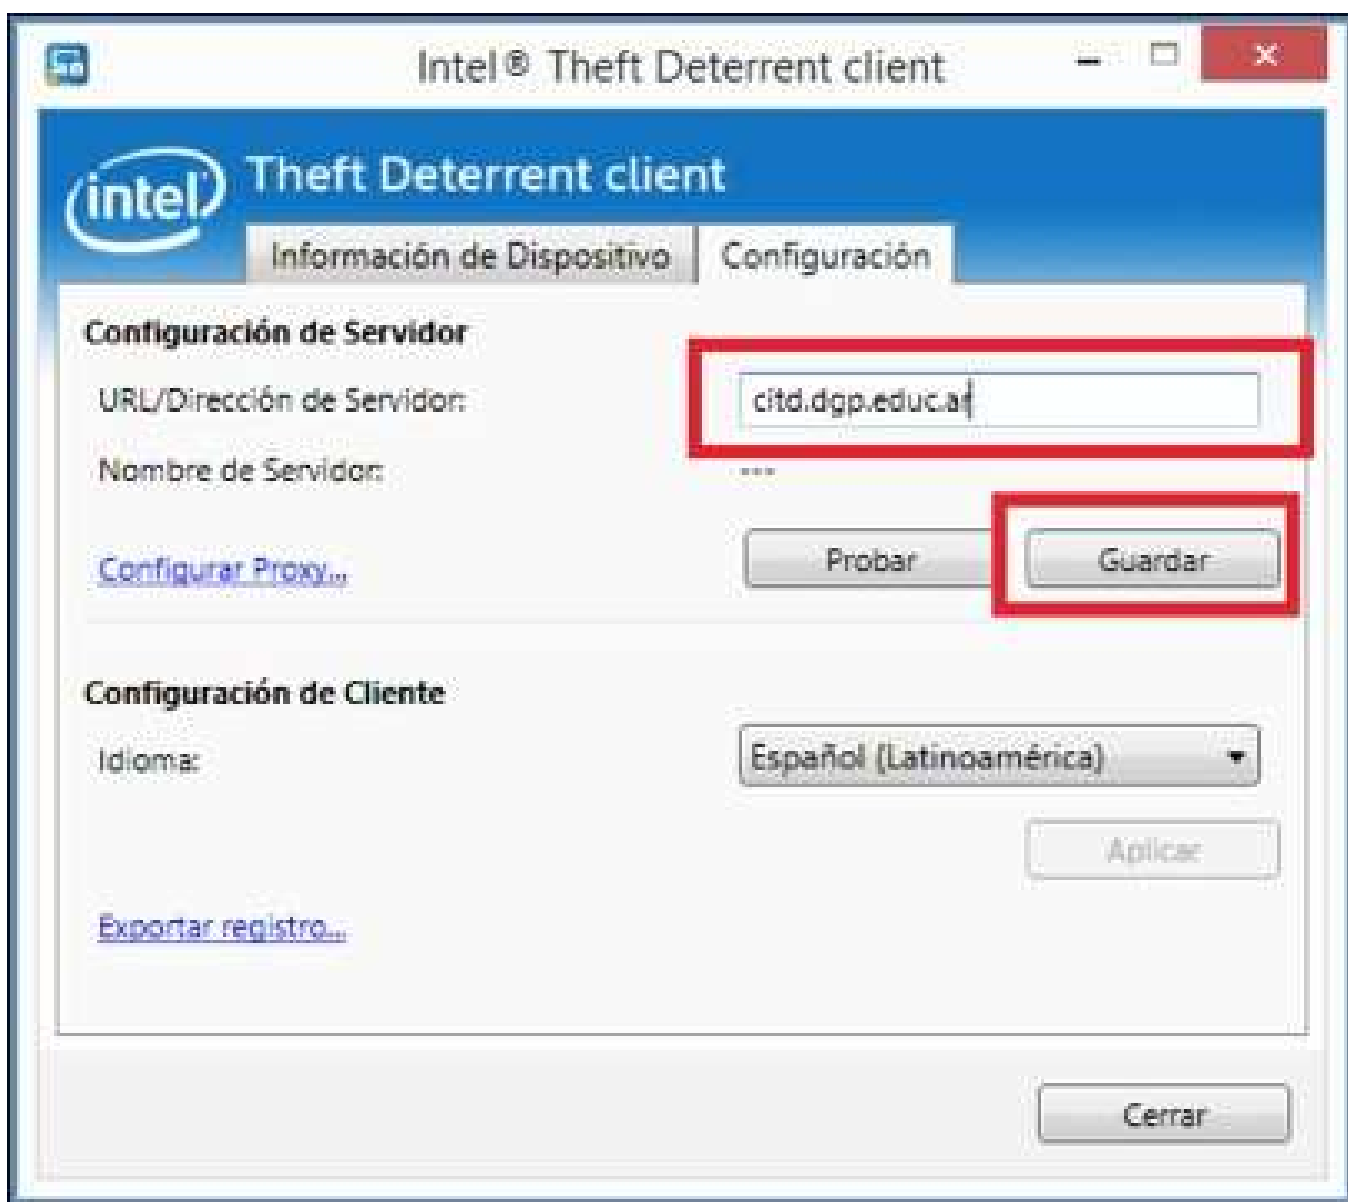 Intel® Theft Deterrent client
intel
Theft Deterrent client
Información de Dispositivo
Configuración
Configuración de Servidor
URL/Dirección de Servidor:
citd.dgp.educ.ar
Nombre de Servidor:
---
Configurar Proxy...
Probar
Guardar
Configuración de Cliente
Idioma:
Español (Latinoamérica)
Aplicar
Exportar registro...
Cerrar